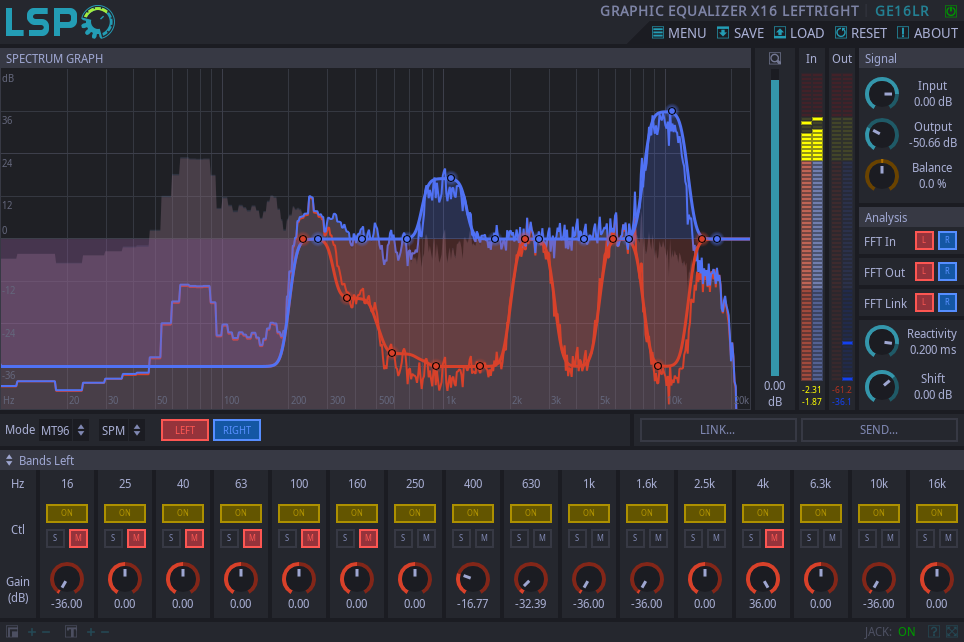 LSP
GRAPHIC EQUALIZER X16 LEFTRIGHT GE16LR
MENU SAVE LOAD RESET ABOUT
SPECTRUM GRAPH
dB
36
24
12
0
-12
-24
-36
Hz 20 30 50 100 200 300 500 1k 2k 3k 5k 10k 20k
0.00
dB
In Out
-2.31 -61.2
-1.87 -36.1
Signal
Input
0.00 dB
Output
-50.66 dB
Balance
0.0 %
Analysis
FFT In L R
FFT Out L R
FFT Link L R
Reactivity
0.200 ms
Shift
0.00 dB
Mode MT96 SPM LEFT RIGHT LINK... SEND...
Bands Left
Hz 16 25 40 63 100 160 250 400 630 1k 1.6k 2.5k 4k 6.3k 10k 16k
ON ON ON ON ON ON ON ON ON ON ON ON ON ON ON ON
Ctl
S M S M S M S M S M S M S M S M S M S M S M S M S M S M S M S M
Gain
(dB)
-36.00 0.00 0.00 0.00 0.00 0.00 0.00 -16.77 -32.39 -36.00 -36.00 0.00 36.00 0.00 -36.00 0.00
JACK: ON